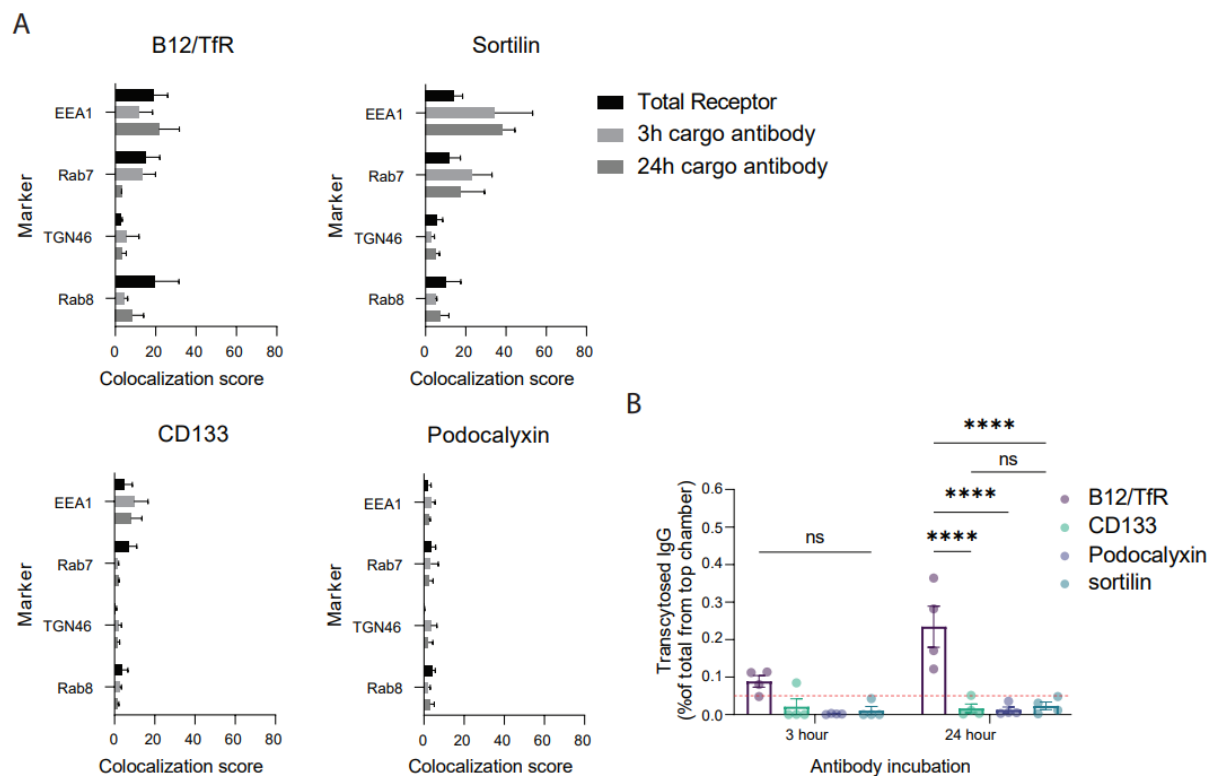 A
B12/TfR
Sortilin
EEA1
Rab7
TGN46
Rab8
Marker
0 20 40 60 80
Colocalization score
EEA1
Rab7
TGN46
Rab8
Marker
0 20 40 60 80
Colocalization score
Total Receptor
3h cargo antibody
24h cargo antibody
CD133
Podocalyxin
EEA1
Rab7
TGN46
Rab8
Marker
0 20 40 60 80
Colocalization score
EEA1
Rab7
TGN46
Rab8
Marker
0 20 40 60 80
Colocalization score
B
Transcytosed IgG
(%of total from top chamber)
0.6
0.5
0.4
0.3
0.2
0.1
0.0
ns
****
ns
****
****
3 hour 24 hour
Antibody incubation
B12/TfR
CD133
Podocalyxin
sortilin